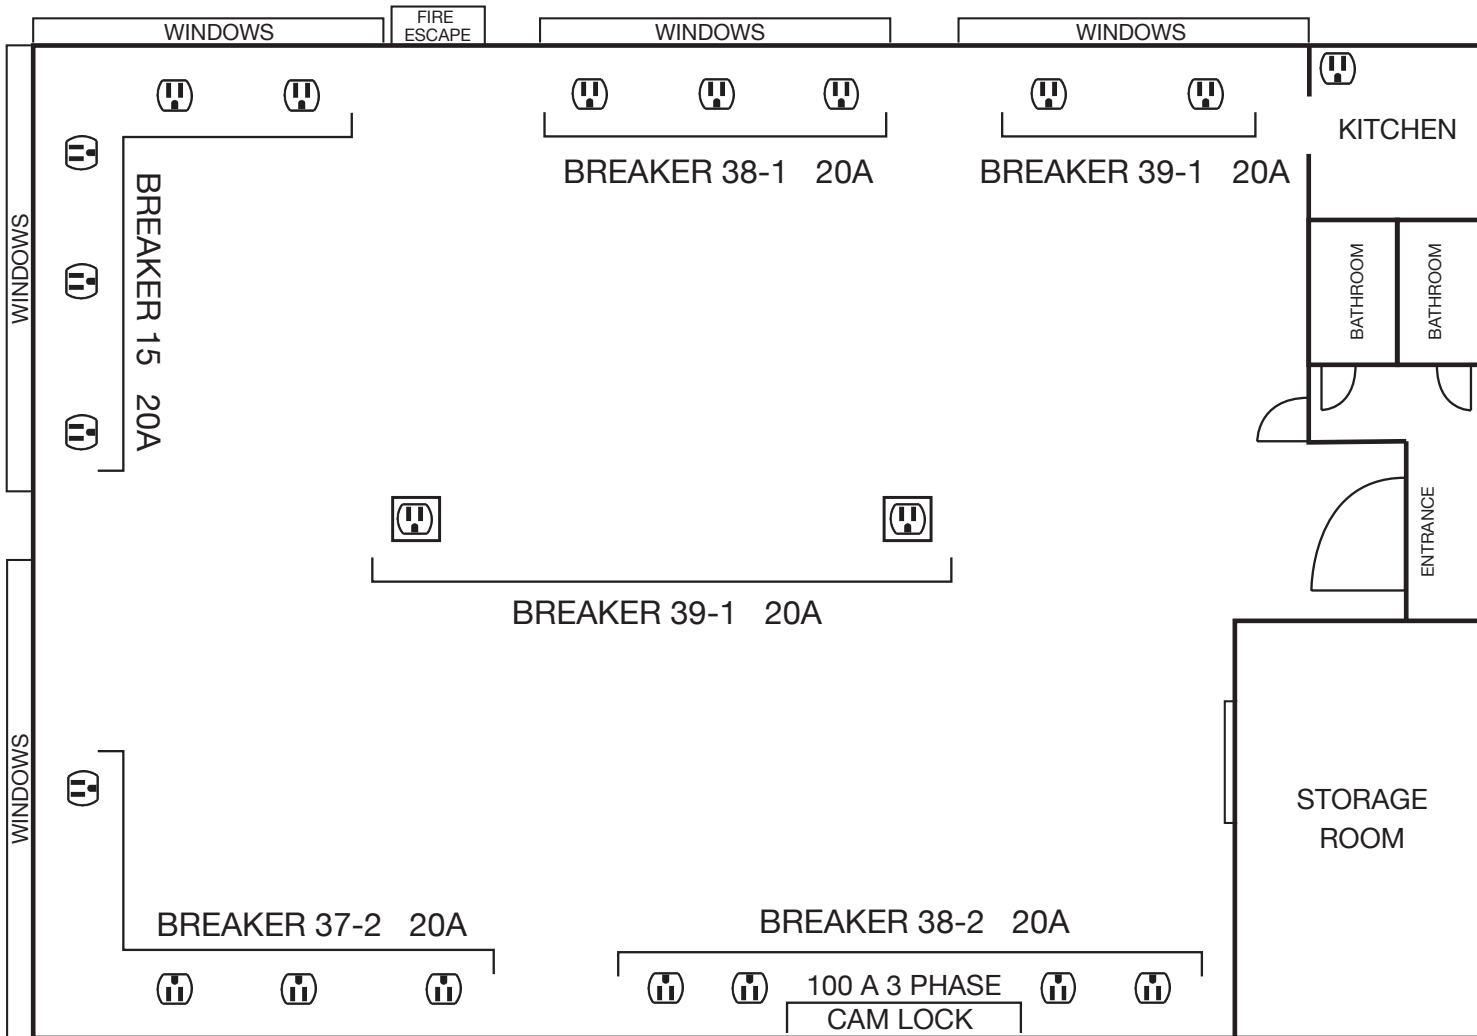 WINDOWS
FIRE
ESCAPE
WINDOWS
WINDOWS
KITCHEN
BREAKER 38-1 20A
BREAKER 39-1 20A
BREAKER 15 20A
WINDOWS
BATHROOM
BATHROOM
ENTRANCE
BREAKER 39-1 20A
WINDOWS
STORAGE
ROOM
BREAKER 37-2 20A
BREAKER 38-2 20A
100 A 3 PHASE
CAM LOCK